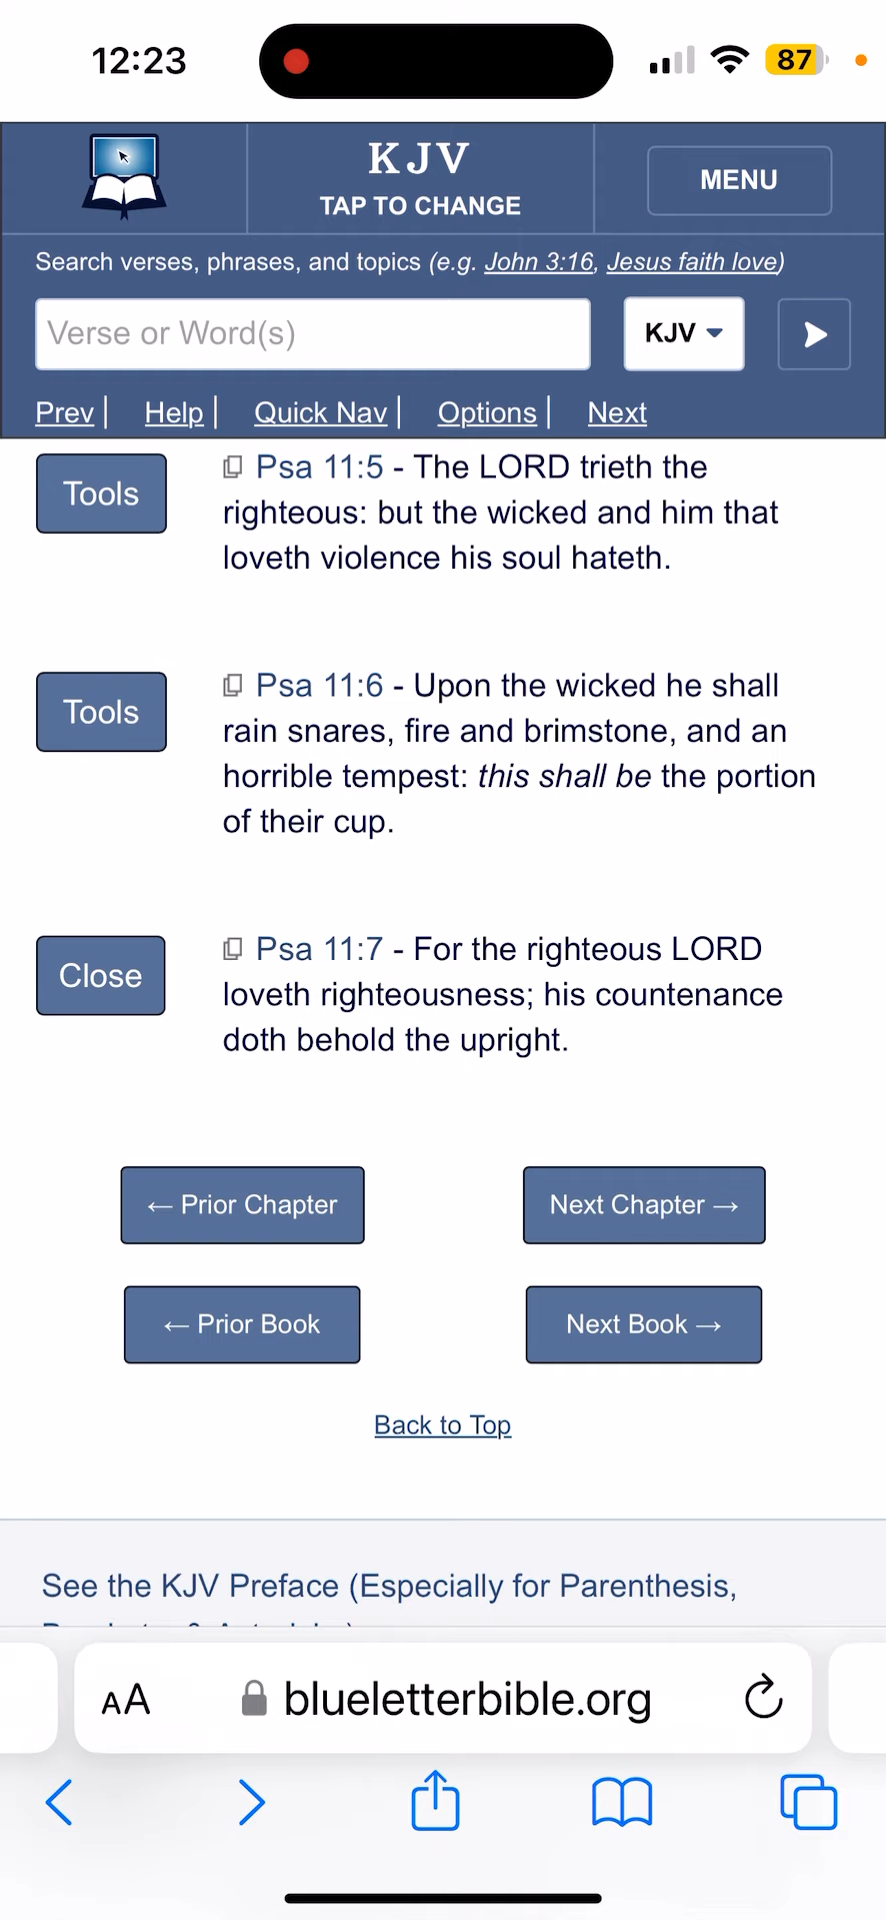 12:23
87
KJV
TAP TO CHANGE
MENU
Search verses, phrases, and topics (e.g. John 3:16, Jesus faith love)
Verse or Word(s)
KJV
Prev | Help | Quick Nav | Options | Next
Tools
Psa 11:5 - The LORD trieth the
righteous: but the wicked and him that
loveth violence his soul hateth.
Tools
Psa 11:6 - Upon the wicked he shall
rain snares, fire and brimstone, and an
horrible tempest: this shall be the portion
of their cup.
Close
Psa 11:7 - For the righteous LORD
loveth righteousness; his countenance
doth behold the upright.
← Prior Chapter
Next Chapter →
← Prior Book
Next Book →
Back to Top
See the KJV Preface (Especially for Parenthesis,
AA
blueletterbible.org